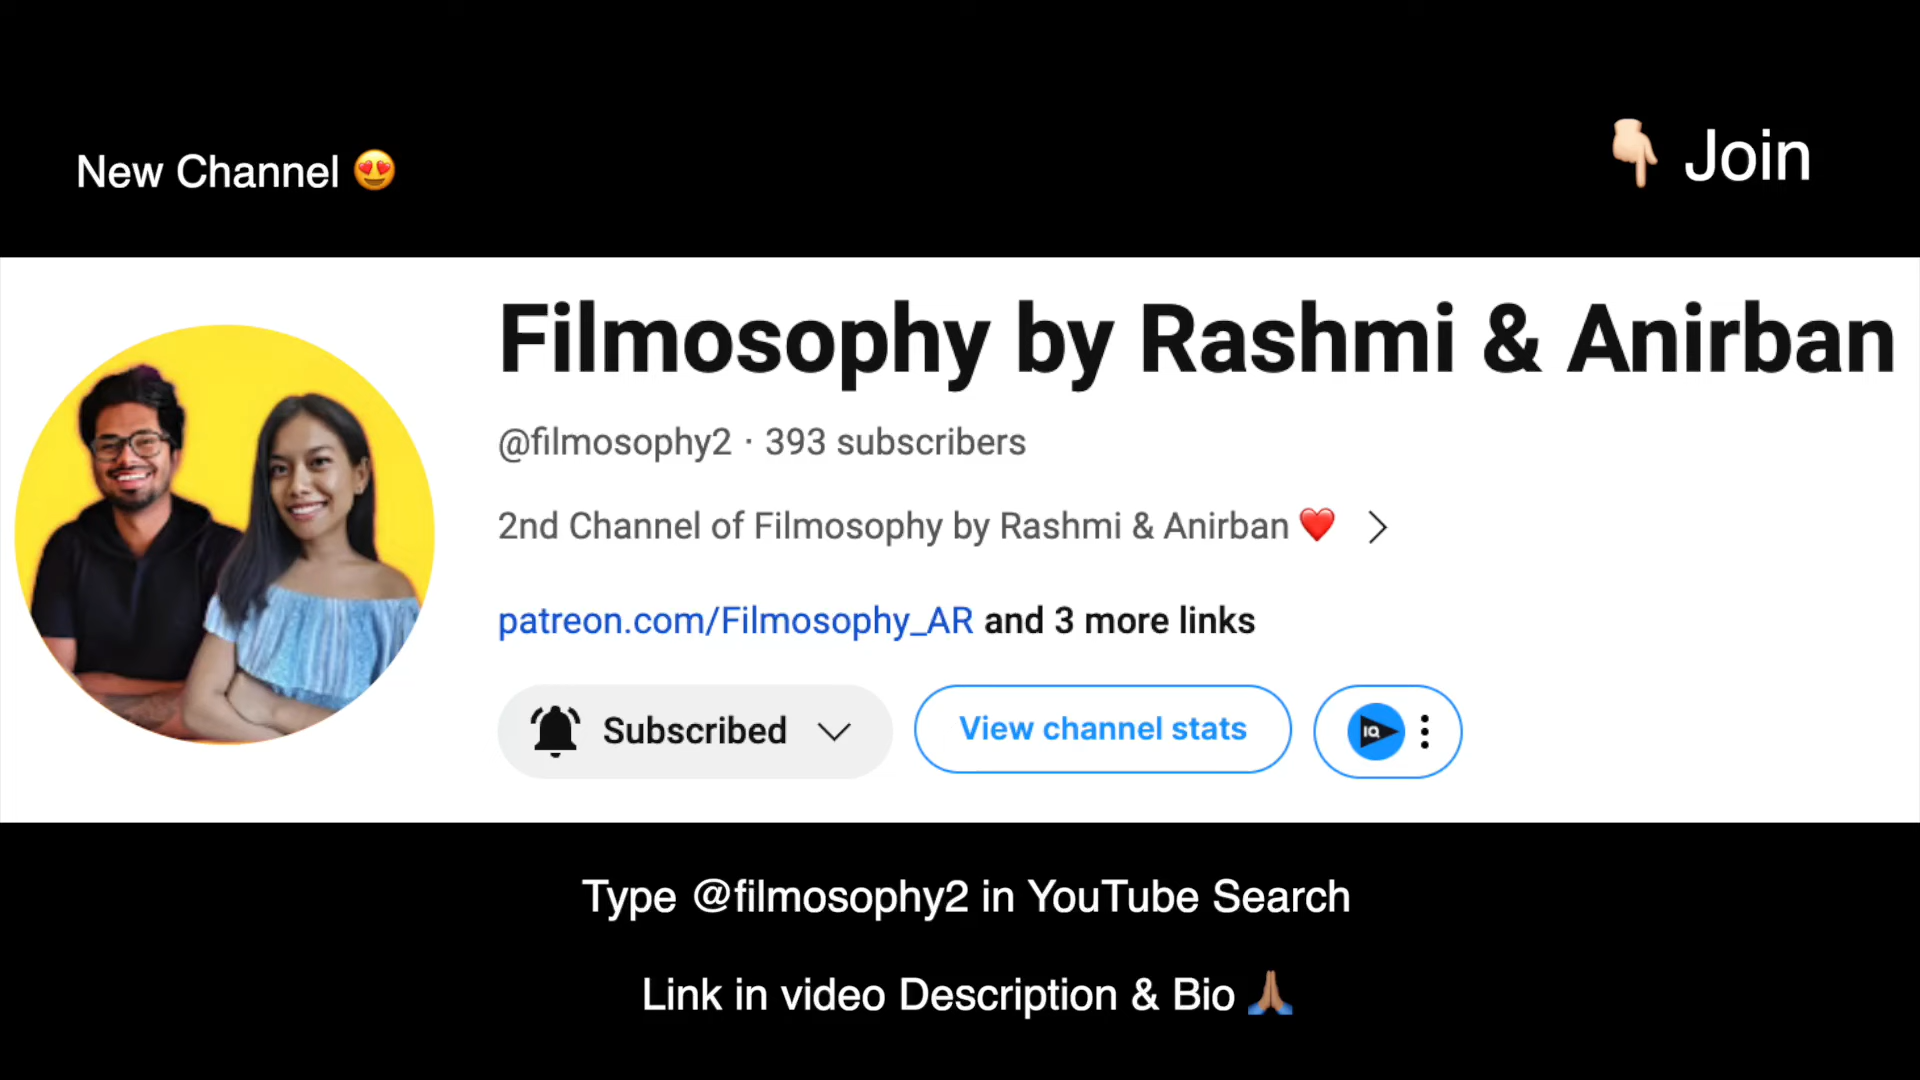 New Channel 😍
👇🏻 Join
Filmosophy by Rashmi & Anirban
@filmosophy2 · 393 subscribers
2nd Channel of Filmosophy by Rashmi & Anirban ❤️ >
patreon.com/Filmosophy_AR and 3 more links
Subscribed
View channel stats
IQ
Type @filmosophy2 in YouTube Search
Link in video Description & Bio 🙏🏽